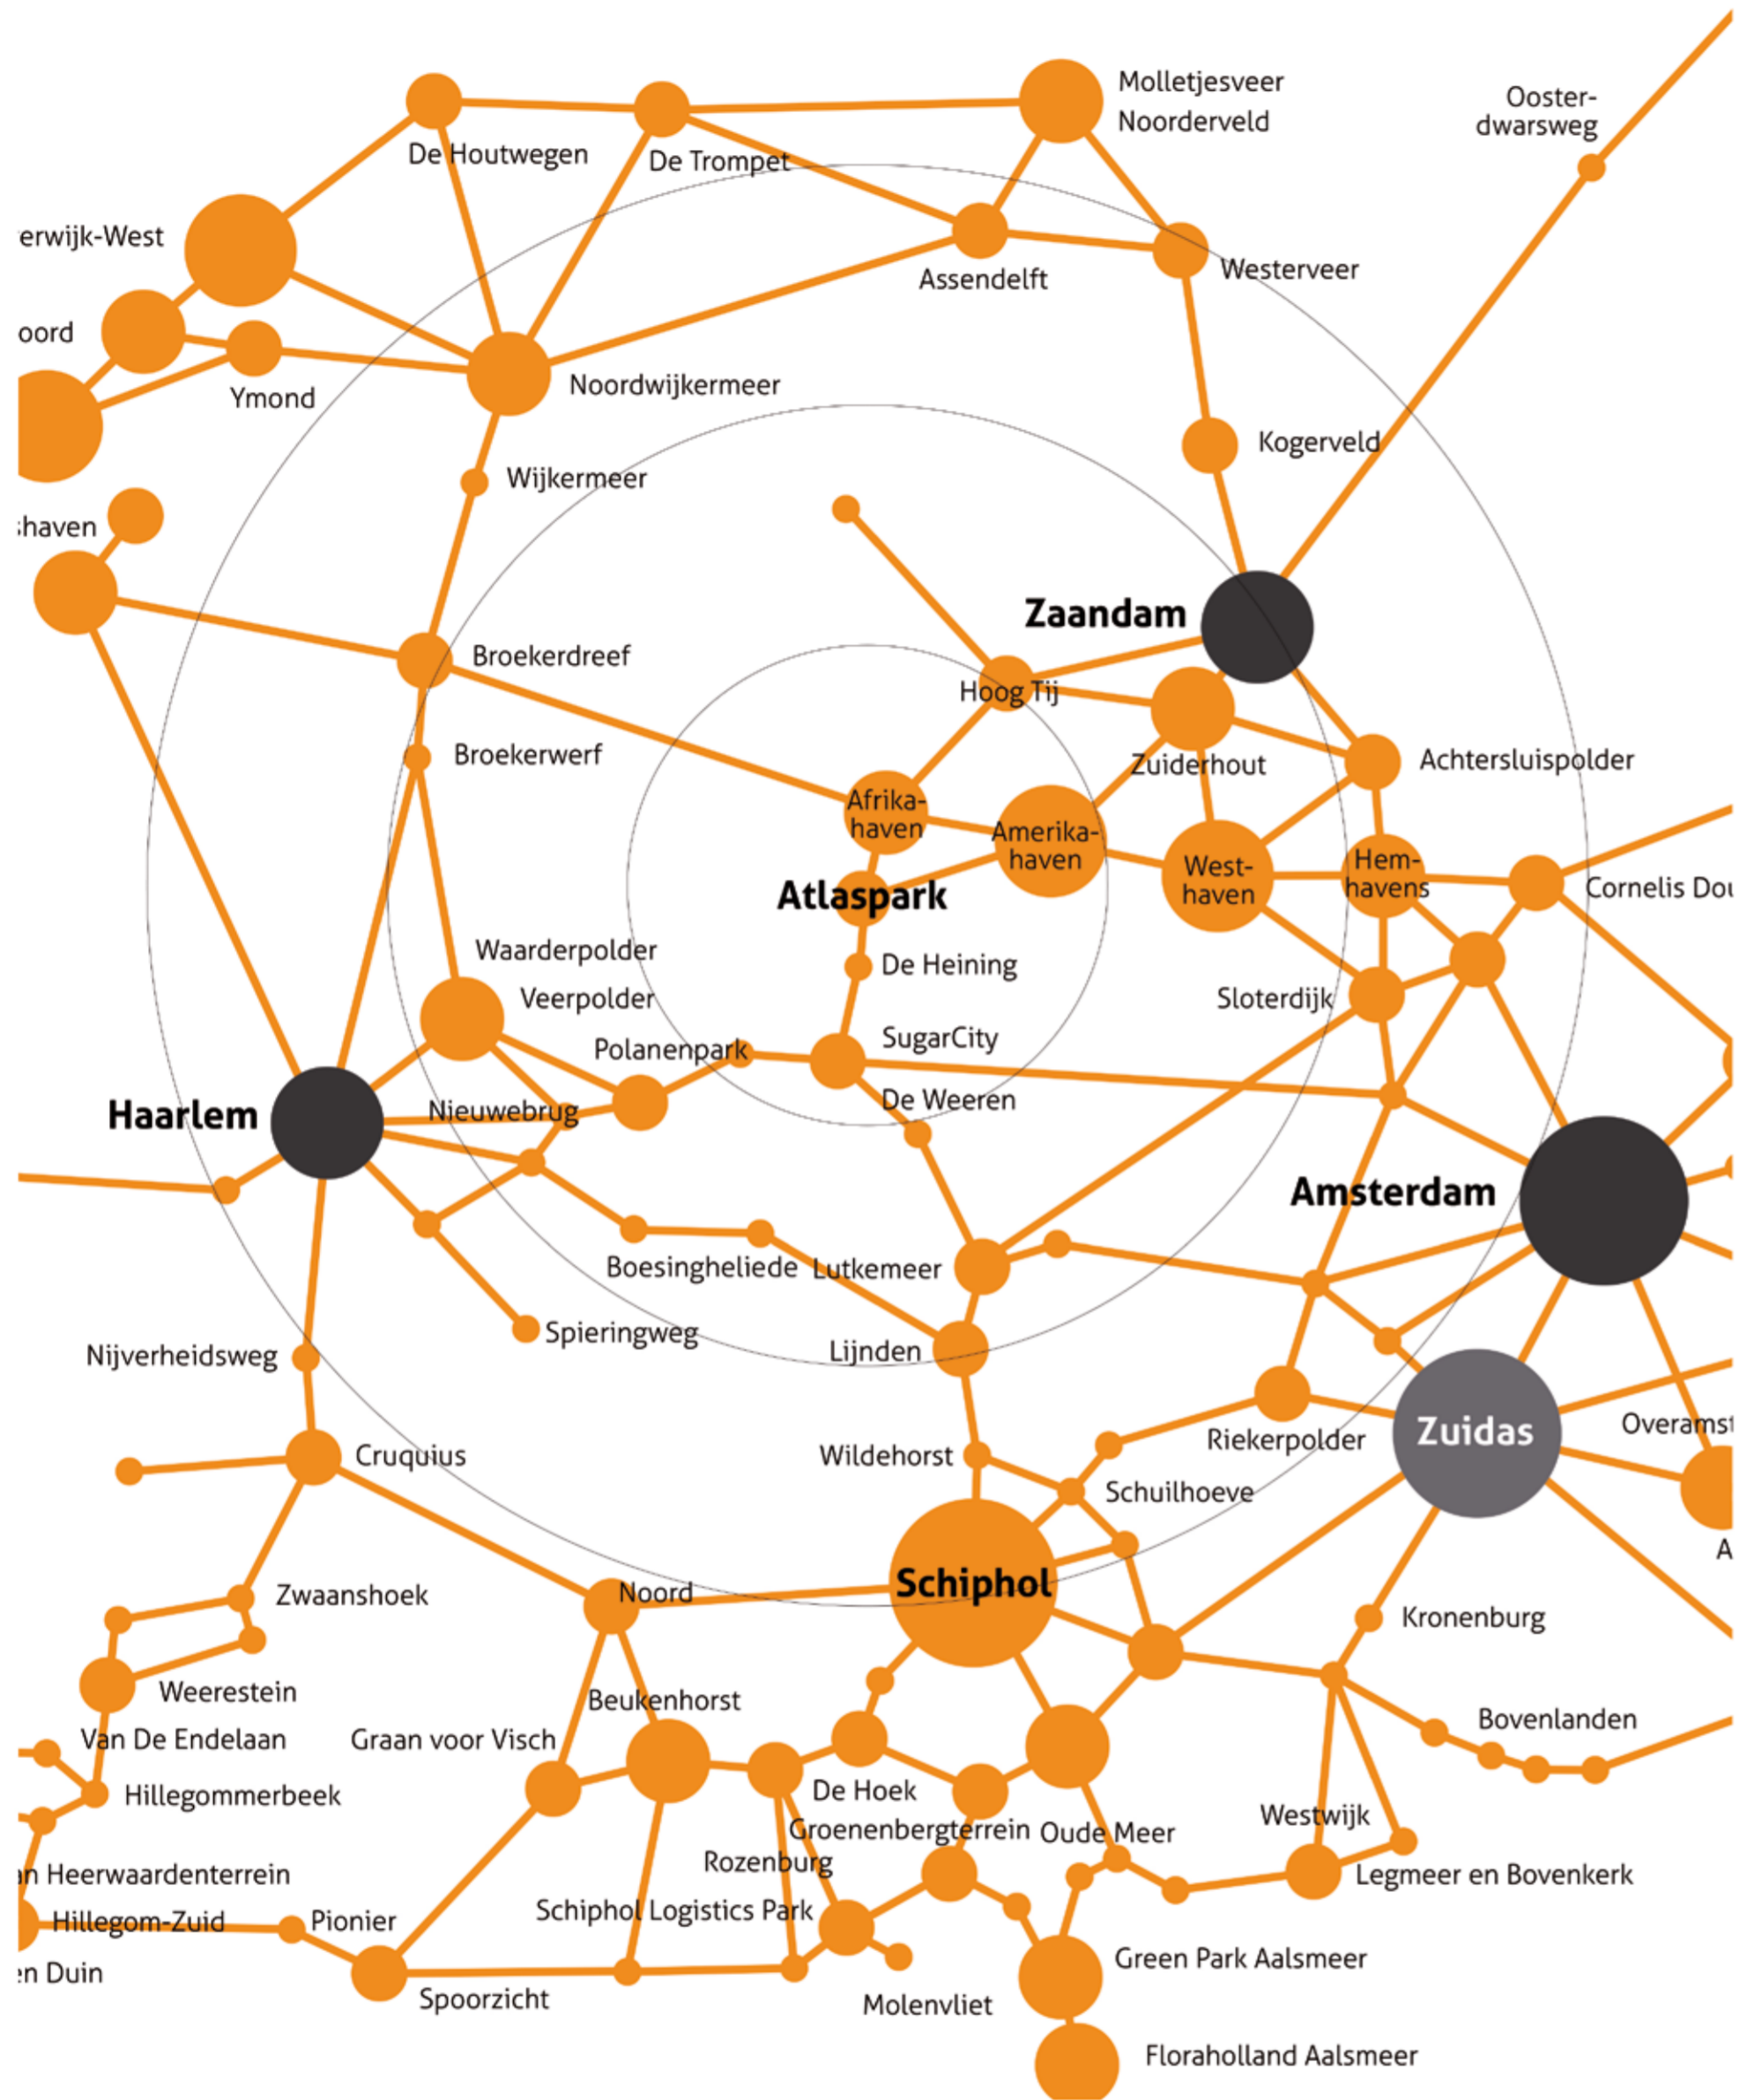 Molletjesveer
Noorderveld
Ooster-
dwarsweg
De Houtwegen
De Trompet
erwijk-West
Assendelft
Westerveer
oord
Ymond
Noordwijkermeer
Kogerveld
Wijkermeer
haven
Zaandam
Broekerdreef
Hoog Tij
Broekerwerf
Zuiderhout
Achtersluispolder
Afrika-
haven
Amerika-
haven
West-
haven
Hem-
havens
Atlaspark
Cornelis Dou
Waarderpolder
De Heining
Veerpolder
Sloterdijk
SugarCity
Polanenpark
De Weeren
Haarlem
Nieuwebrug
Amsterdam
Boesingheliede
Lutkemeer
Spieringweg
Lijnden
Nijverheidsweg
Overamst
Zuidas
Riekerpolder
Cruquius
Wildehorst
Schuilhoeve
A
Schiphol
Noord
Zwaanshoek
Kronenburg
Weerestein
Beukenhorst
Bovenlanden
Van De Endelaan
Graan voor Visch
Hillegommerbeek
De Hoek
Westwijk
Groenenbergterrein
Oude Meer
Rozenburg
an Heerwaardenterrein
Legmeer en Bovenkerk
Schiphol Logistics Park
Hillegom-Zuid
Pionier
Green Park Aalsmeer
en Duin
Spoorzicht
Molenvliet
Floraholland Aalsmeer